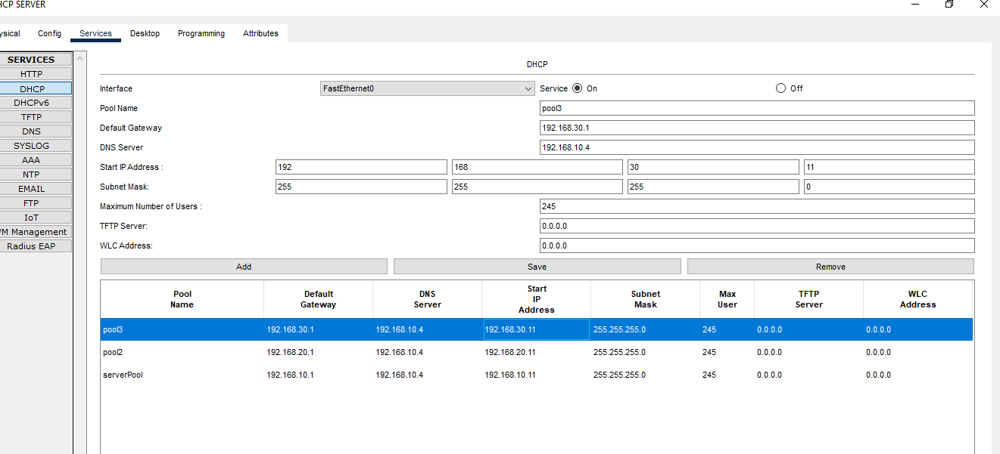 HCP SERVER
ysical Config Services Desktop Programming Attributes
SERVICES
HTTP
DHCP
DHCPv6
TFTP
DNS
SYSLOG
AAA
NTP
EMAIL
FTP
IoT
VM Management
Radius EAP
DHCP
Interface FastEthernet0 Service On Off
Pool Name pool3
Default Gateway 192.168.30.1
DNS Server 192.168.10.4
Start IP Address : 192 168 30 11
Subnet Mask: 255 255 255 0
Maximum Number of Users : 245
TFTP Server: 0.0.0.0
WLC Address: 0.0.0.0
Add Save Remove
Pool Name Default Gateway DNS Server Start IP Address Subnet Mask Max User TFTP Server WLC Address
pool3 192.168.30.1 192.168.10.4 192.168.30.11 255.255.255.0 245 0.0.0.0 0.0.0.0
pool2 192.168.20.1 192.168.10.4 192.168.20.11 255.255.255.0 245 0.0.0.0 0.0.0.0
serverPool 192.168.10.1 192.168.10.4 192.168.10.11 255.255.255.0 245 0.0.0.0 0.0.0.0